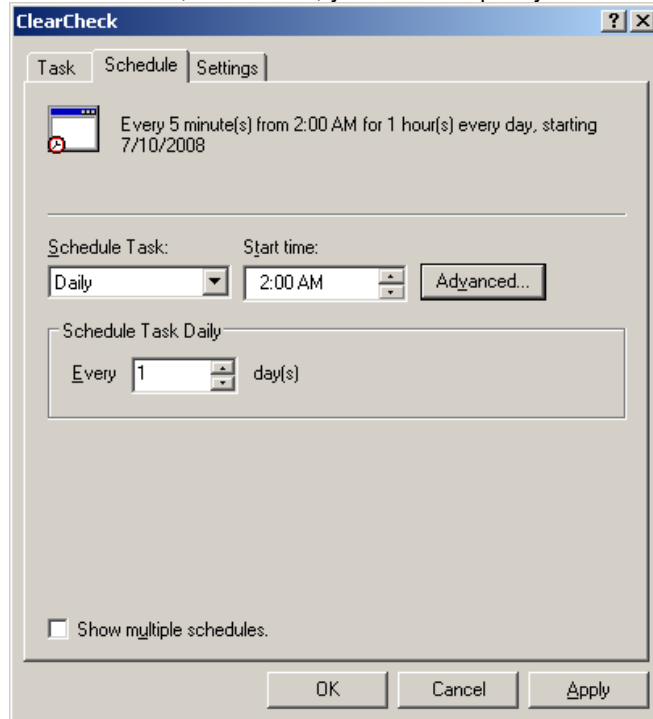 ClearCheck
Task Schedule Settings
Every 5 minute(s) from 2:00 AM for 1 hour(s) every day, starting
7/10/2008
Schedule Task: Start time:
Daily 2:00 AM Advanced...
Schedule Task Daily
Every 1 day(s)
Show multiple schedules.
OK Cancel Apply